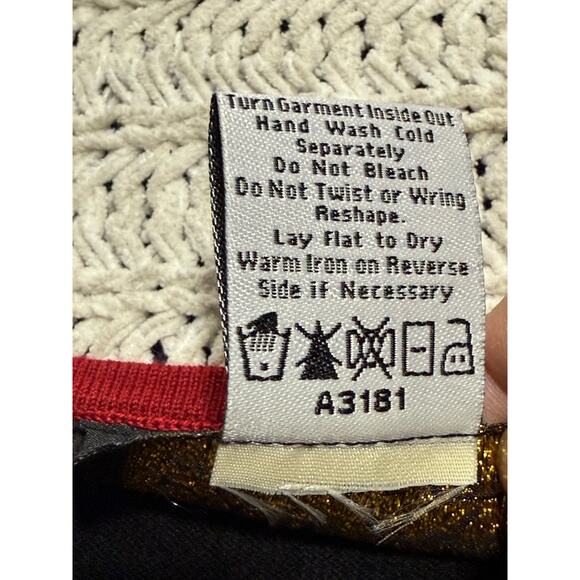 Turn Garment Inside Out
Hand Wash Cold
Separately
Do Not Bleach
Do Not Twist or Wring
Reshape.
Lay Flat to Dry
Warm Iron on Reverse
Side if Necessary
A3181